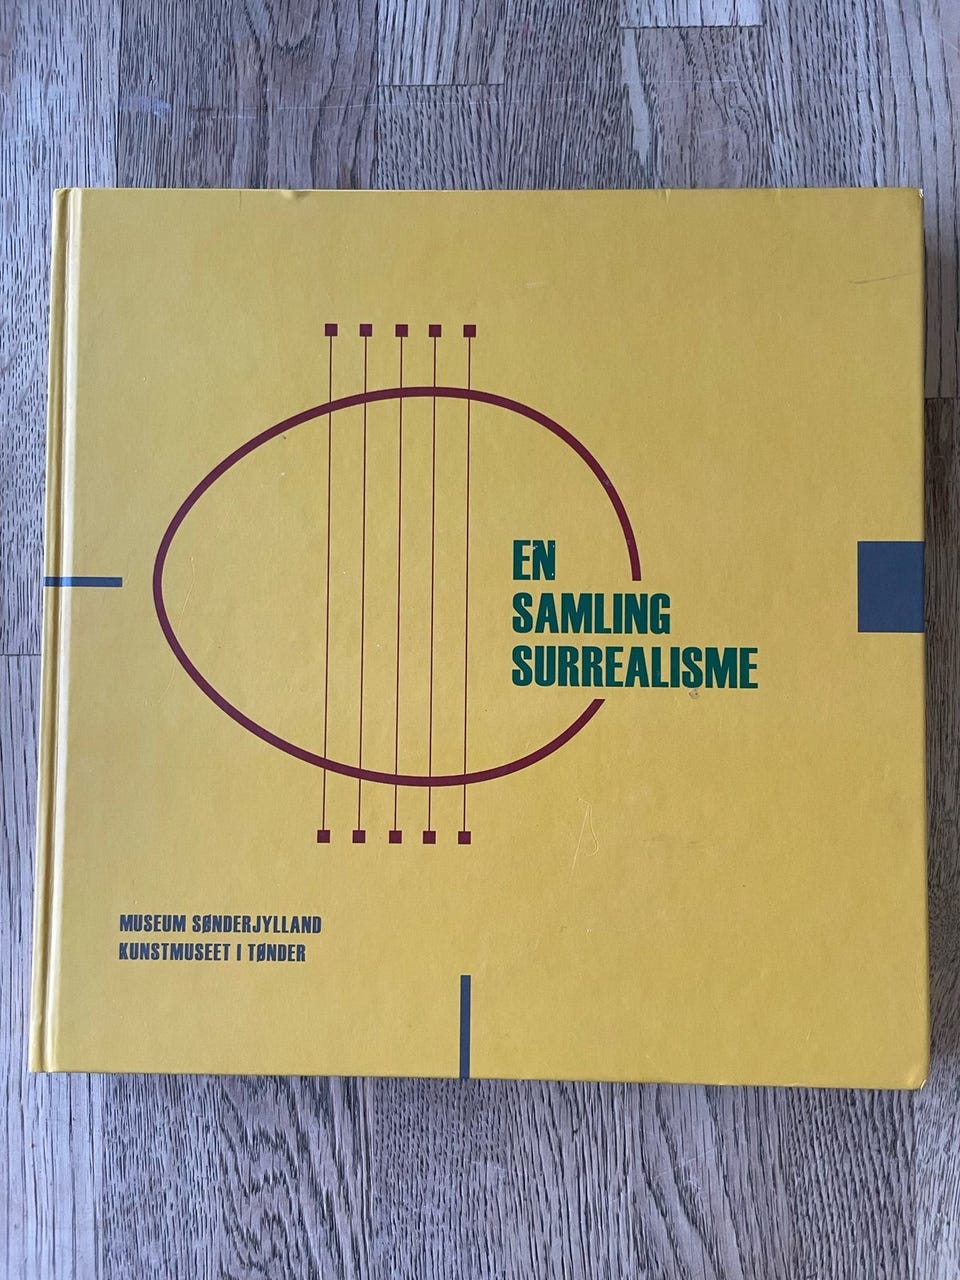 EN
SAMLING
SURREALISME
MUSEUM SØNDERJYLLAND
KUNSTMUSEET I TØNDER